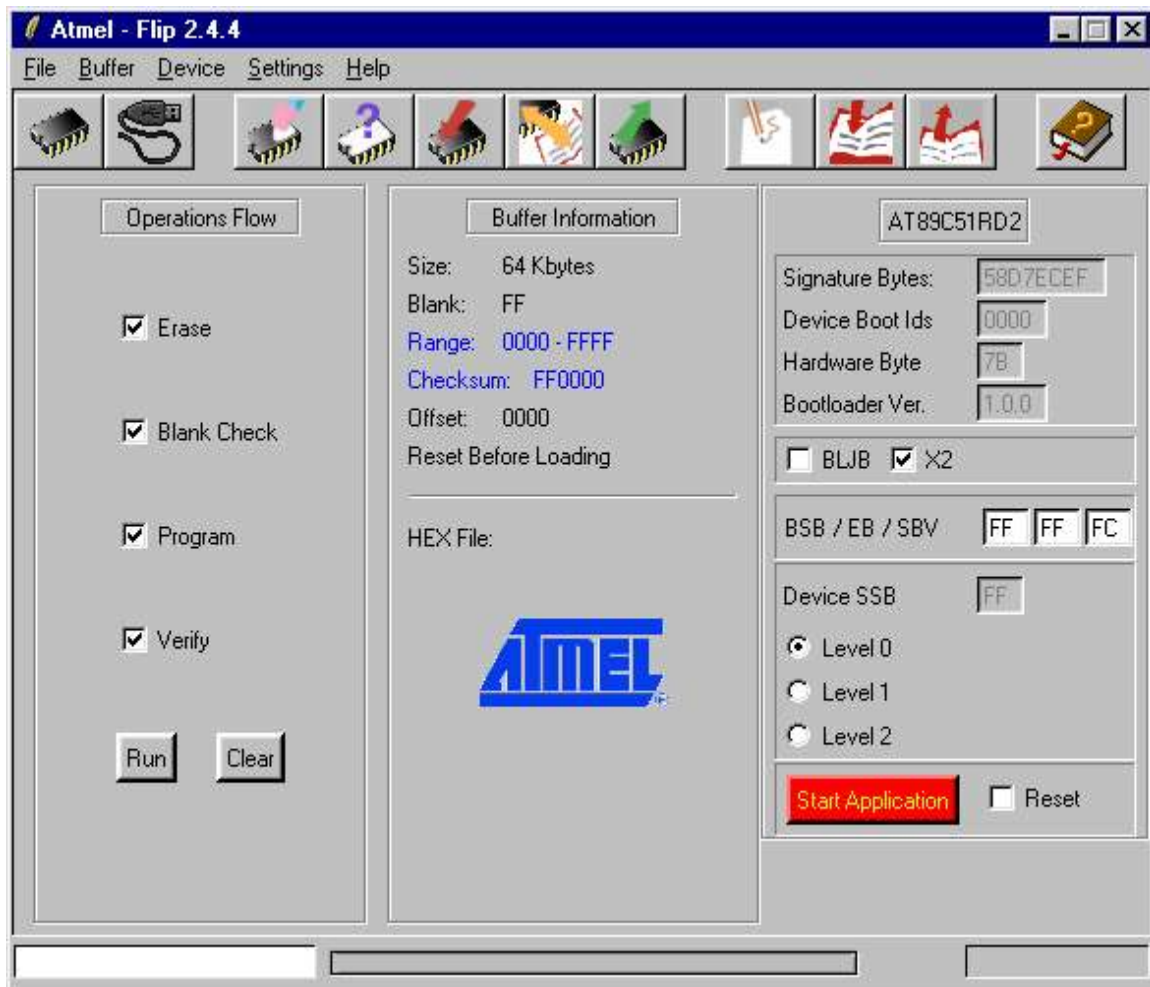 Atmel - Flip 2.4.4
File Buffer Device Settings Help
Operations Flow
Erase
Blank Check
Program
Verify
Run Clear
Buffer Information
Size: 64 Kbytes
Blank: FF
Range: 0000 - FFFF
Checksum: FF0000
Offset: 0000
Reset Before Loading
HEX File:
ATMEL®
AT89C51RD2
Signature Bytes: 58D7ECEF
Device Boot Ids 0000
Hardware Byte 7B
Bootloader Ver. 1.0.0
BLJB X2
BSB / EB / SBV FF FF FC
Device SSB FF
Level 0
Level 1
Level 2
Start Application Reset